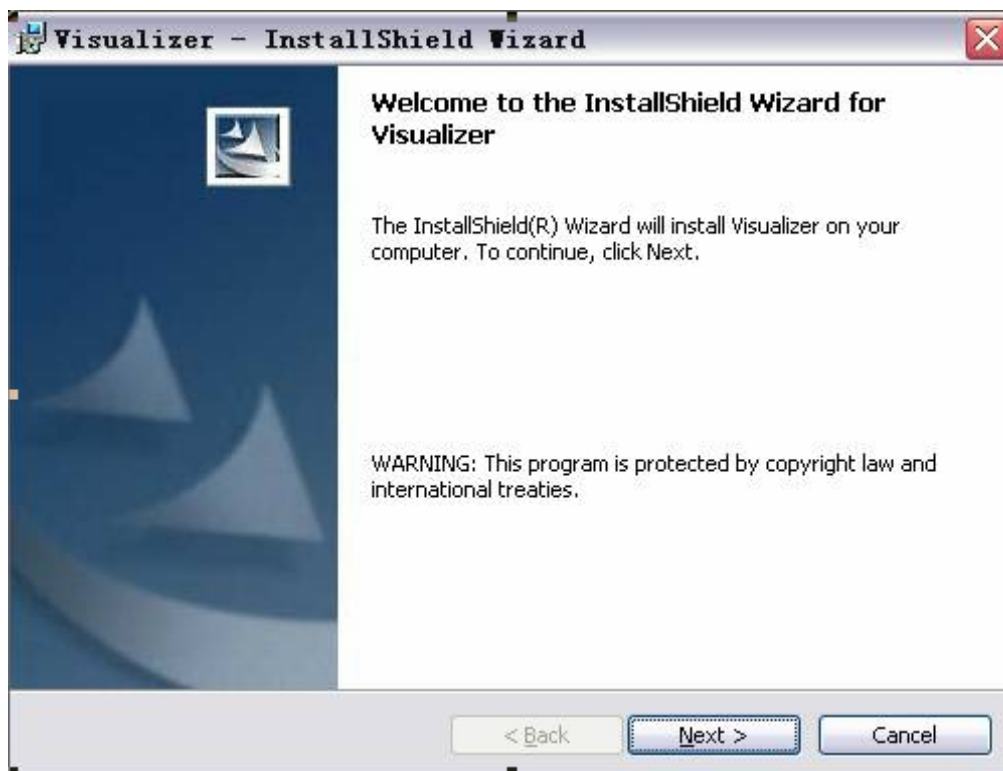 Visualizer - InstallShield Wizard
Welcome to the InstallShield Wizard for
Visualizer
The InstallShield(R) Wizard will install Visualizer on your
computer. To continue, click Next.
WARNING: This program is protected by copyright law and
international treaties.
< Back Next > Cancel